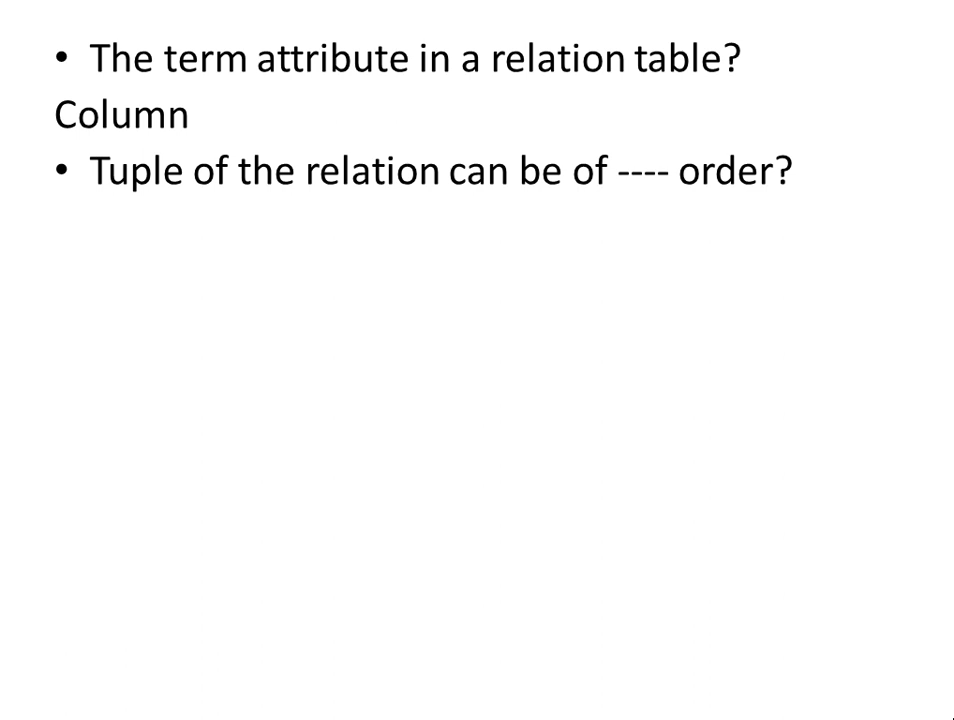 • The term attribute in a relation table?
Column
• Tuple of the relation can be of ---- order?